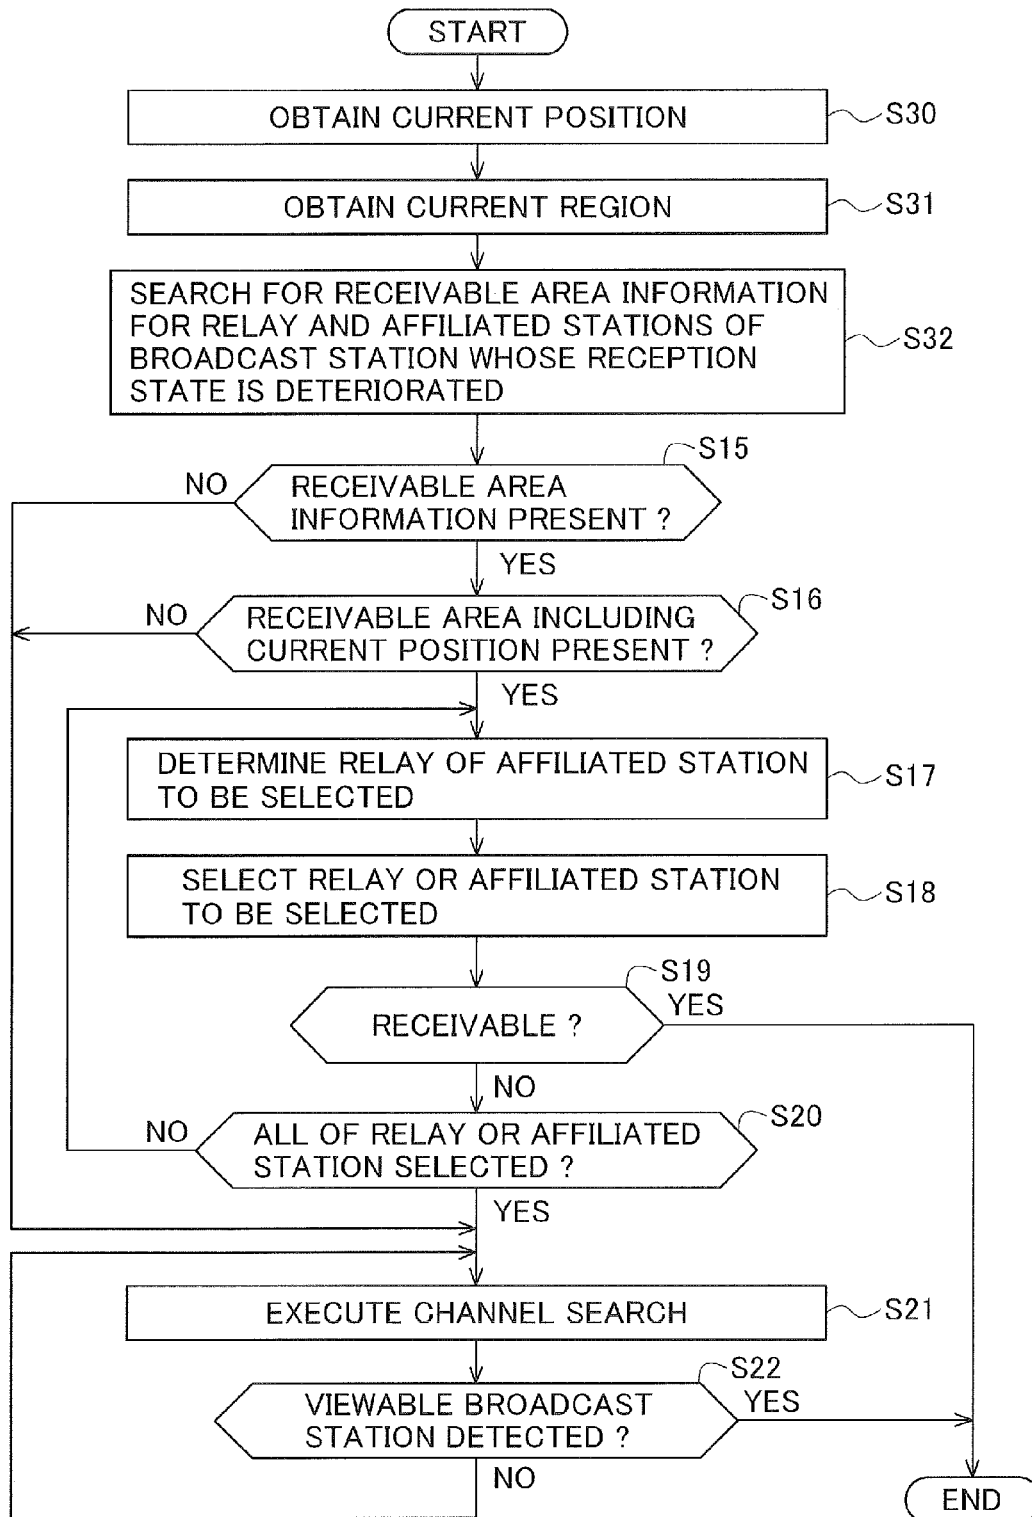 START
OBTAIN CURRENT POSITION
S30
OBTAIN CURRENT REGION
S31
SEARCH FOR RECEIVABLE AREA INFORMATION
FOR RELAY AND AFFILIATED STATIONS OF
BROADCAST STATION WHOSE RECEPTION
STATE IS DETERIORATED
S32
S15
NO
RECEIVABLE AREA
INFORMATION PRESENT ?
YES
S16
NO
RECEIVABLE AREA INCLUDING
CURRENT POSITION PRESENT ?
YES
DETERMINE RELAY OF AFFILIATED STATION
TO BE SELECTED
S17
SELECT RELAY OR AFFILIATED STATION
TO BE SELECTED
S18
S19
RECEIVABLE ?
YES
NO
S20
NO
ALL OF RELAY OR AFFILIATED
STATION SELECTED ?
YES
EXECUTE CHANNEL SEARCH
S21
S22
VIEWABLE BROADCAST
STATION DETECTED ?
YES
NO
END